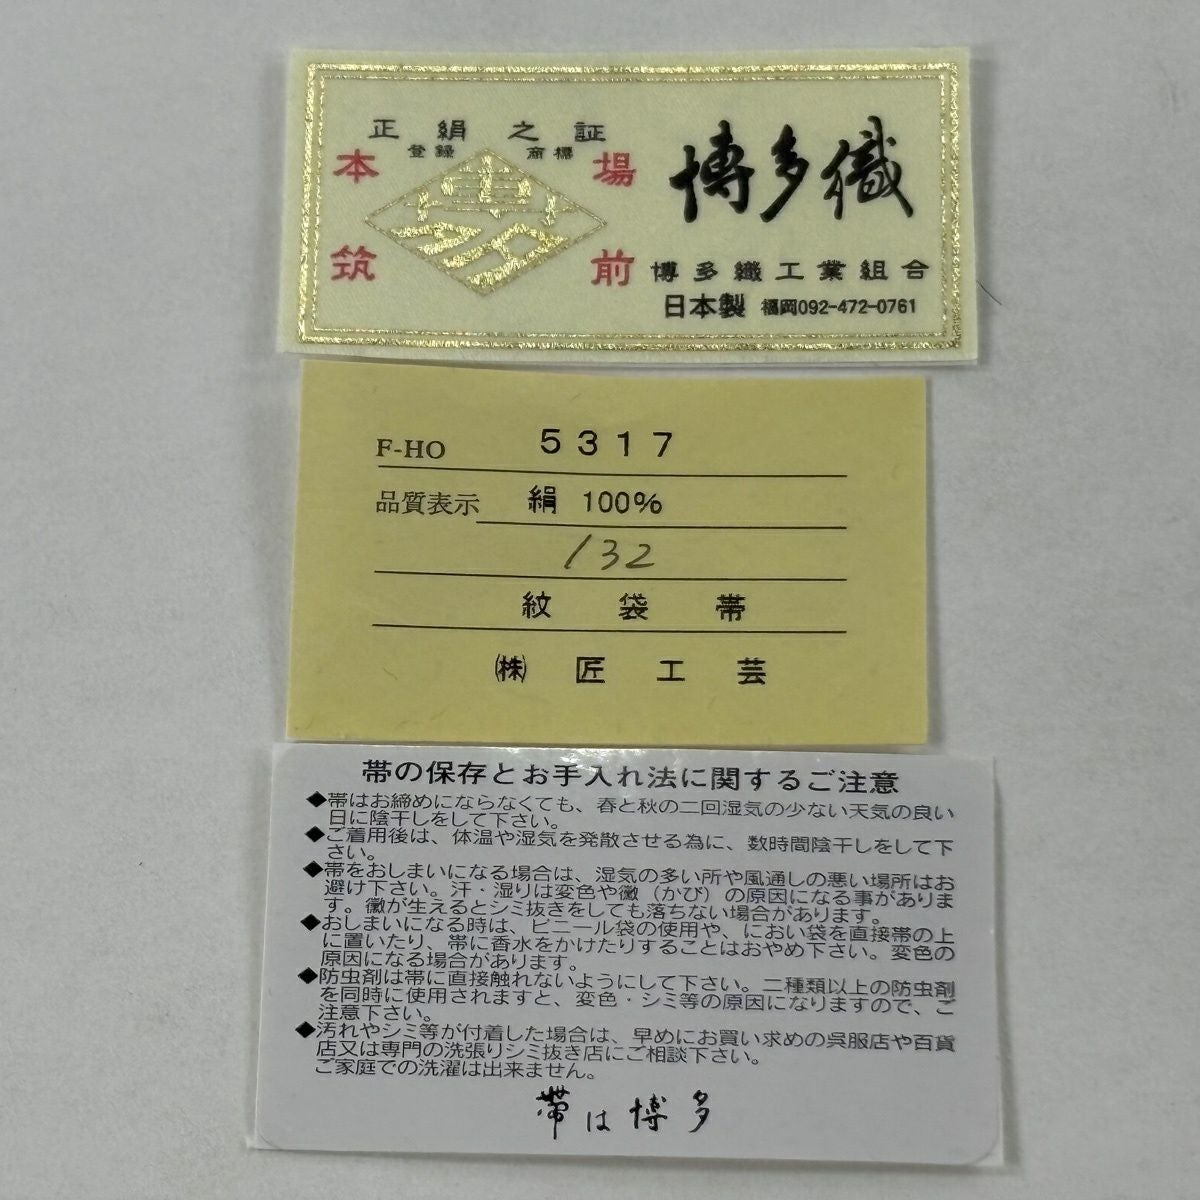 正絹之証
登録 商標
本 場
筑 前
博多
博多織
博多織工業組合
日本製 福岡092-472-0761
F-HO 5317
品質表示 絹 100%
132
紋 袋 帯
㈱ 匠 工 芸
帯の保存とお手入れ法に関するご注意
◆帯はお締めにならなくても、春と秋の二回湿気の少ない天気の良い
日に陰干しをして下さい。
◆ご着用後は、体温や湿気を発散させる為に、数時間陰干しをして下
さい。
◆帯をおしまいになる場合は、湿気の多い所や風通しの悪い場所はお
避け下さい。汗・湿りは変色や黴（かび）の原因になる事がありま
す。黴が生えるとシミ抜きをしても落ちない場合があります。
◆おしまいになる時は、ビニール袋の使用や、におい袋を直接帯の上
に置いたり、帯に香水をかけたりすることはおやめ下さい。変色の
原因になる場合があります。
◆防虫剤は帯に直接触れないようにして下さい。二種類以上の防虫剤
を同時に使用されますと、変色・シミ等の原因になりますので、ご
注意下さい。
◆汚れやシミ等が付着した場合は、早めにお買い求めの呉服店や百貨
店又は専門の洗張りシミ抜き店にご相談下さい。
ご家庭での洗濯は出来ません。
帯は博多